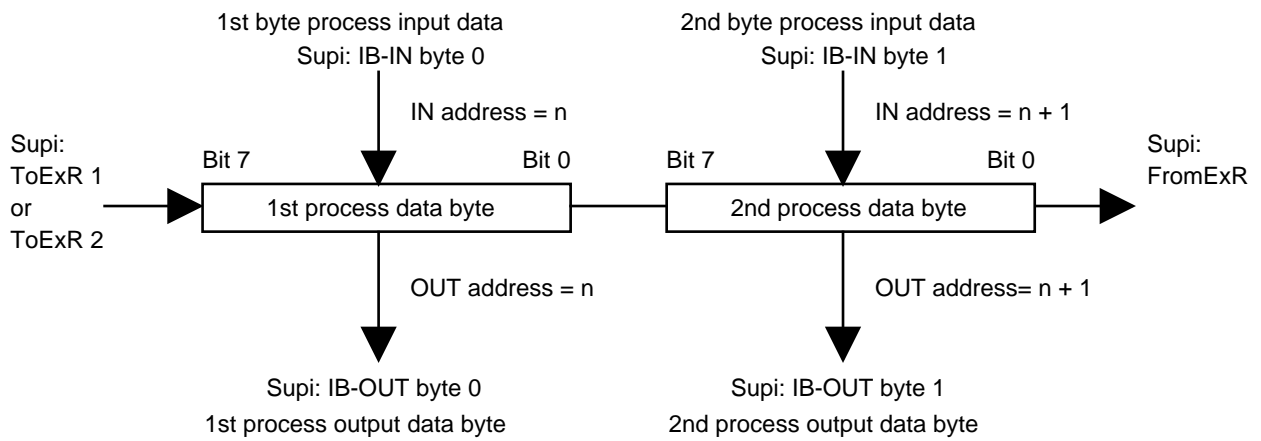 1st byte process input data
Supi: IB-IN byte 0
2nd byte process input data
Supi: IB-IN byte 1
IN address = n
IN address = n + 1
Supi:
ToExR 1
or
ToExR 2
Bit 7
Bit 0
Bit 7
Bit 0
Supi:
FromExR
1st process data byte
2nd process data byte
OUT address = n
OUT address= n + 1
Supi: IB-OUT byte 0
1st process output data byte
Supi: IB-OUT byte 1
2nd process output data byte